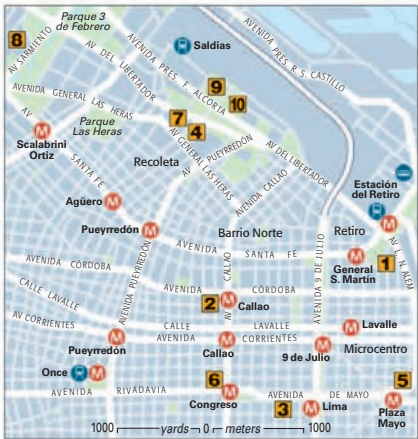 Parque 3
de Febrero
8
AV SARMIENTO
AV DEL LIBERTADOR
AVENIDA PRES. F. ALCORTA
Saldias
AVENIDA PRES. R. S. CASTILLO
AVENIDA GENERAL LAS HERAS
9
10
7
4
Parque
Las Heras
M
Scalabrini
Ortiz
AV
SANTA FE
Recoleta
AV PUEYRREDÓN
AV GENERAL LAS HERAS
AV.DEL LIBERTADOR
AVENIDA CALLAO
Estación
del Retiro
M
Agüero
M
Pueyrredón
M
Barrio Norte
Retiro
AV. L. N. ALEM
AVENIDA SANTA FE
General
S. Martín
M
1
AVENIDA CÓRDOBA
AVENIDA PUEYRREDÓN
AV CALLAO
AVENIDA 9 DE JULIO
CALLE LAVALLE
AVENIDA CÓRDOBA
2
M
Callao
AV CORRIENTES
CALLE LAVALLE
AVENIDA CORRIENTES
M
Lavalle
M
Pueyrredón
M
Callao
M
9 de Julio
Microcentro
Once
M
6
M
Congreso
5
AVENIDA RIVADAVIA
AVENIDA DE MAYO
3
M
Lima
M
Plaza
Mayo
1000 yards 0 meters 1000